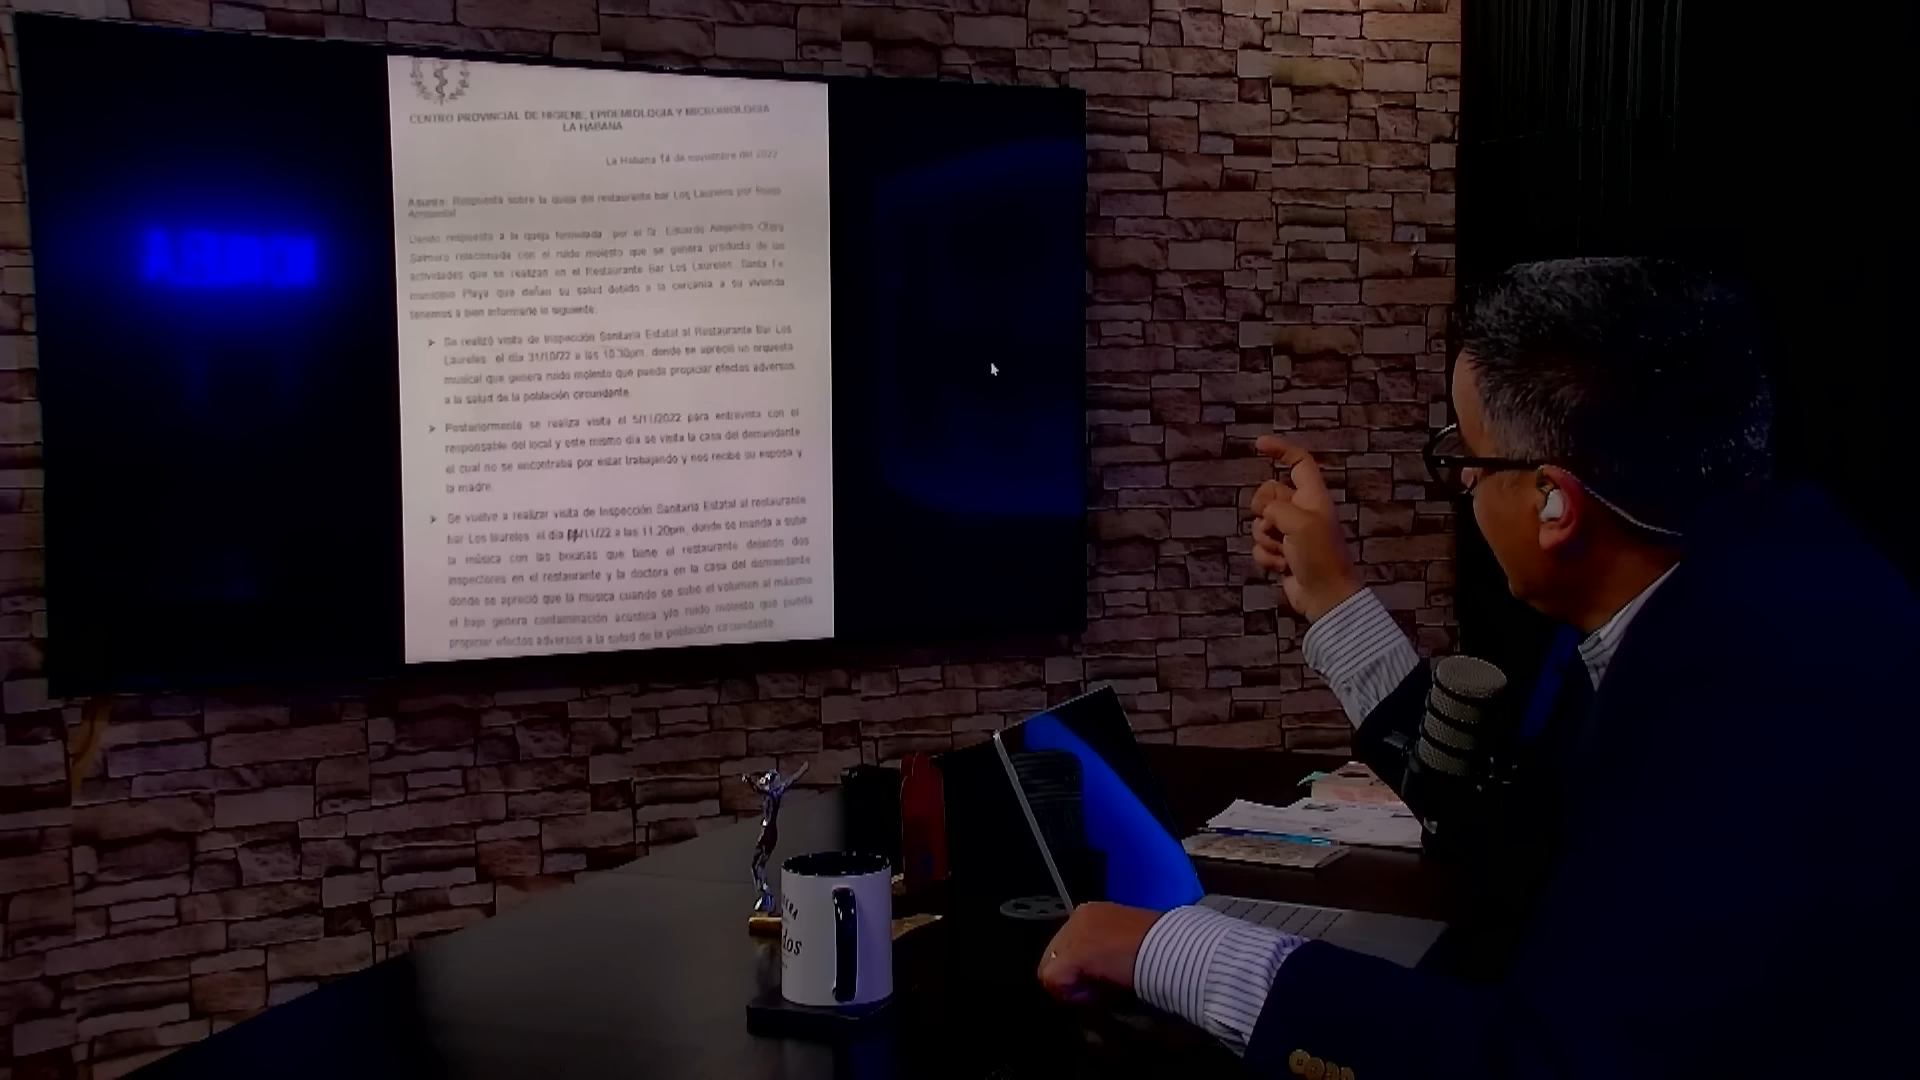 CENTRO PROVINCIAL DE HIGIENE, EPIDEMIOLOGIA Y MICROBIOLOGIA
LA HABANA
La Habana 14 de noviembre del 2022
Asunto: Respuesta sobre la queja del restaurante bar Los Laureles por Ruido
Ambiental
Dando respuesta a la queja formulada por el Sr. Eduardo Alejandro
relacionada con el ruido molesto que se genera producto de las
actividades que se realizan en el Restaurante Bar Los Laureles, Santa Fe
municipio Playa que dañan su salud debido a la cercanía a su vivienda
tenemos a bien informarle lo siguiente:
➢ Se realizó visita de Inspección Sanitaria Estatal al Restaurante Bar Los
Laureles el día 31/10/22 a las 10.30pm, donde se apreció un orquesta
musical que genera ruido molesto que pueda propiciar efectos adversos
a la salud de la población circundante.
➢ Posteriormente se realiza visita el 5/11/2022 para entrevista con el
responsable del local y este mismo día se visita la casa del demandante
el cual no se encontraba por estar trabajando y nos recibe su esposa y
la madre.
➢ Se vuelve a realizar visita de Inspección Sanitaria Estatal al restaurante
bar Los laureles el día /11/22 a las 11.20pm, donde se manda a subir
la música con las bocinas que tiene el restaurante dejando dos
inspectores en el restaurante y la doctora en la casa del demandante
donde se apreció que la musica cuando se sube el volumen al máximo
el bajo genera contaminación acústica y/o ruido molesto que pueda
propiciar efectos adversos a la salud de la población circundante.
dos